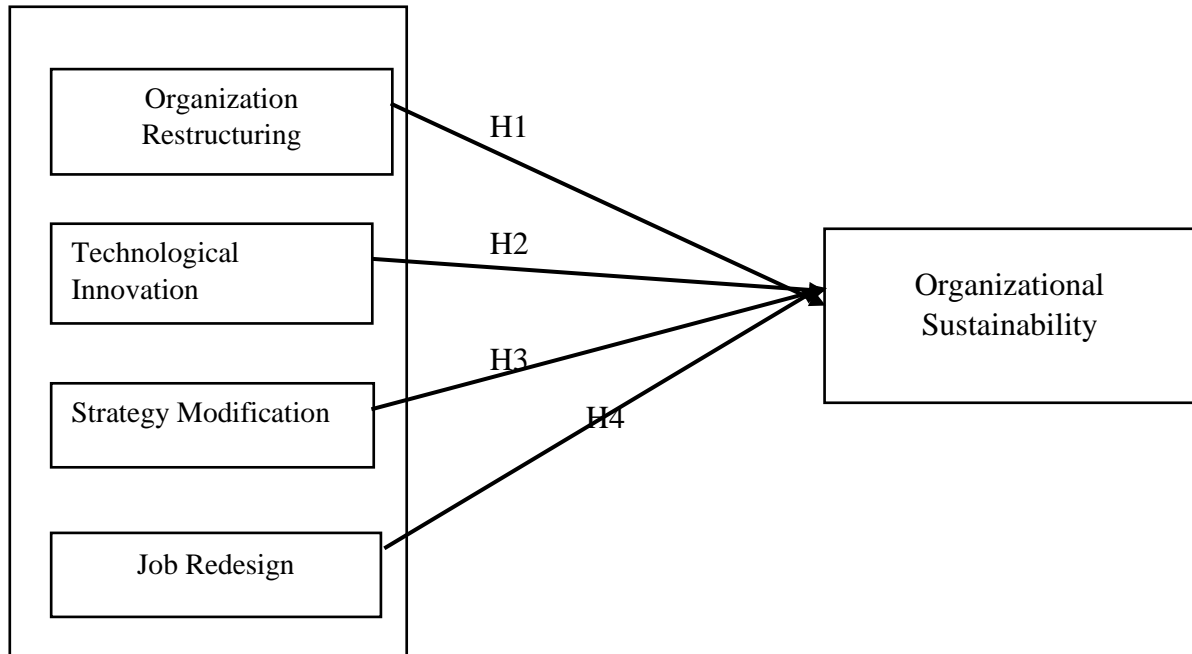 Organization
Restructuring
H1
Technological
Innovation
H2
Organizational
Sustainability
H3
Strategy Modification
H4
Job Redesign